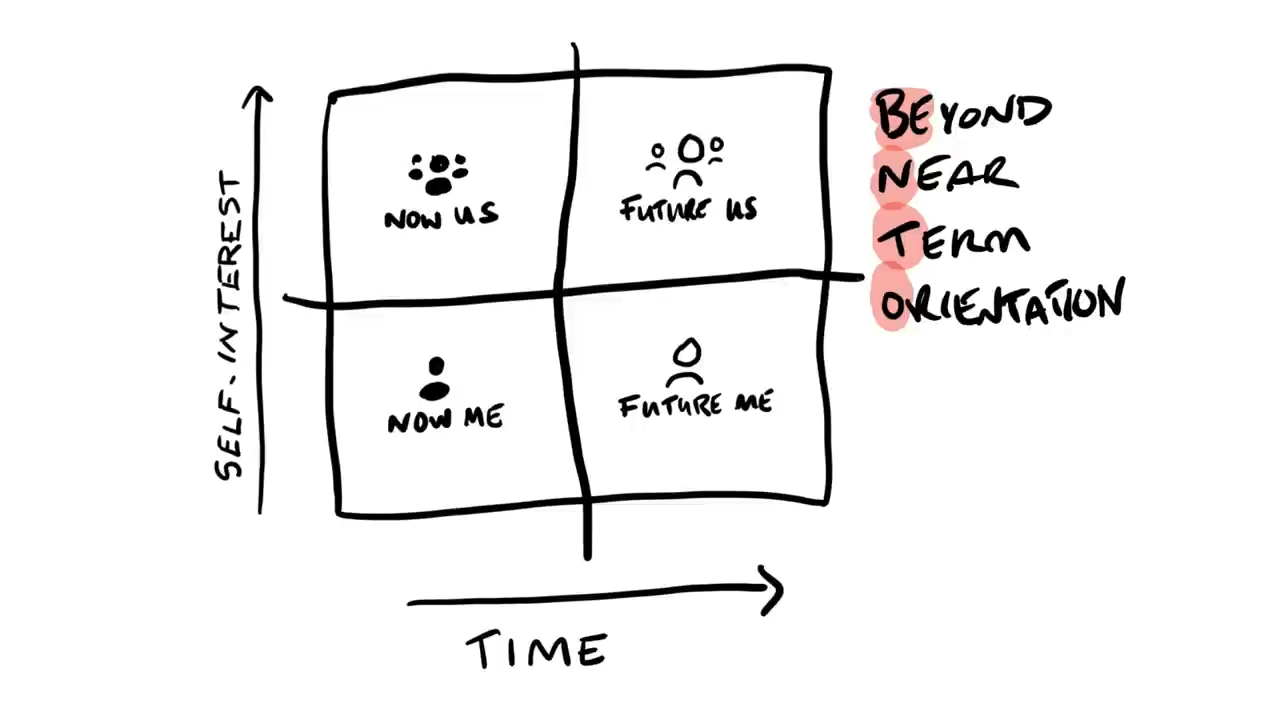 SELF-INTEREST
NOW US
FUTURE US
NOW ME
FUTURE ME
TIME
BEYOND
NEAR
TERM
ORIENTATION